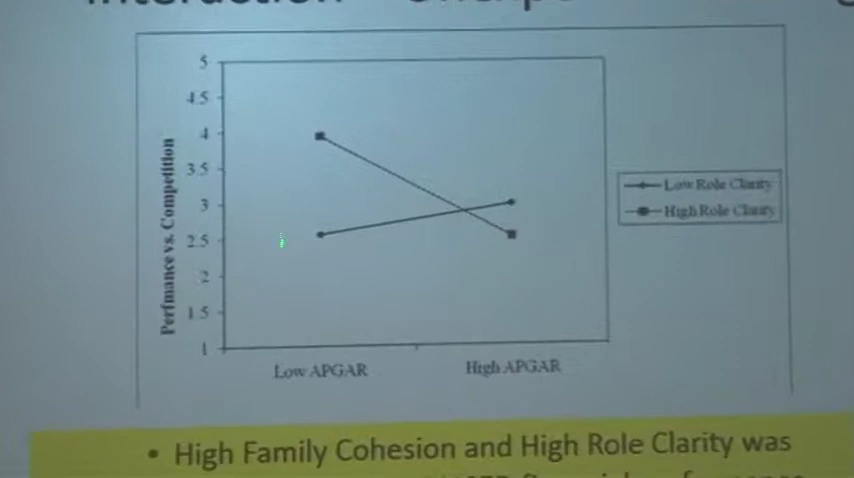 5
4.5
4
3.5
3
2.5
2
1.5
1
Perfmance vs. Competition
Low APGAR
High APGAR
Low Role Clarity
High Role Clarity
• High Family Cohesion and High Role Clarity was